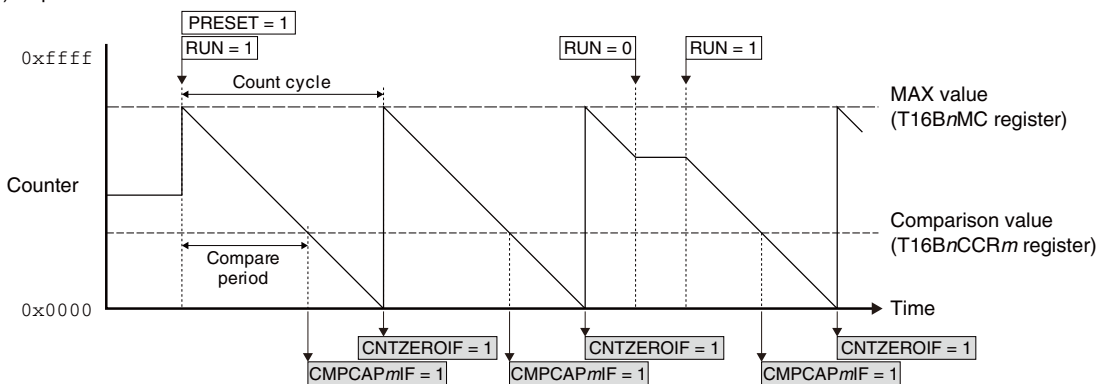 PRESET = 1
RUN = 1
RUN = 0
RUN = 1
0xffff
Count cycle
MAX value
(T16BnMC register)
Counter
Comparison value
(T16BnCCRm register)
Compare
period
0x0000
Time
CNTZEROIF = 1
CNTZEROIF = 1
CNTZEROIF = 1
CMPCAPmIF = 1
CMPCAPmIF = 1
CMPCAPmIF = 1